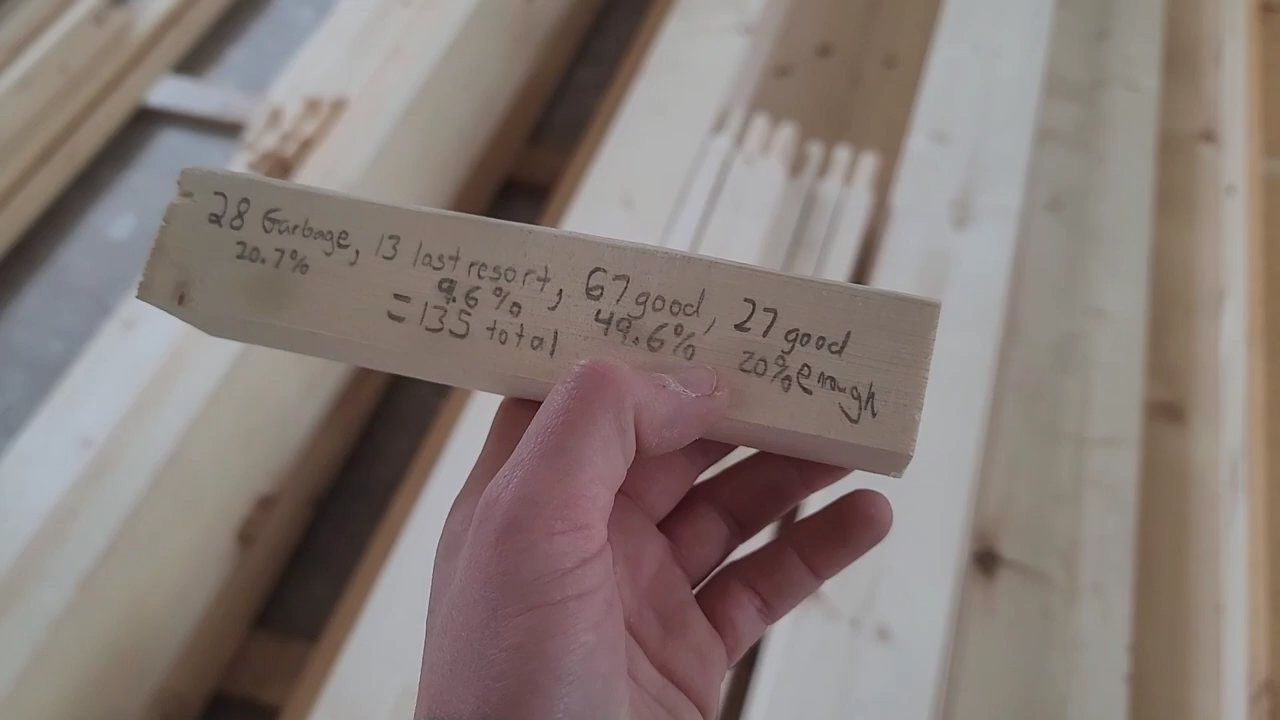 28 Garbage, 13 last resort, 67 good, 27 good
20.7% 9.6% 49.6% 20% enough
= 135 total